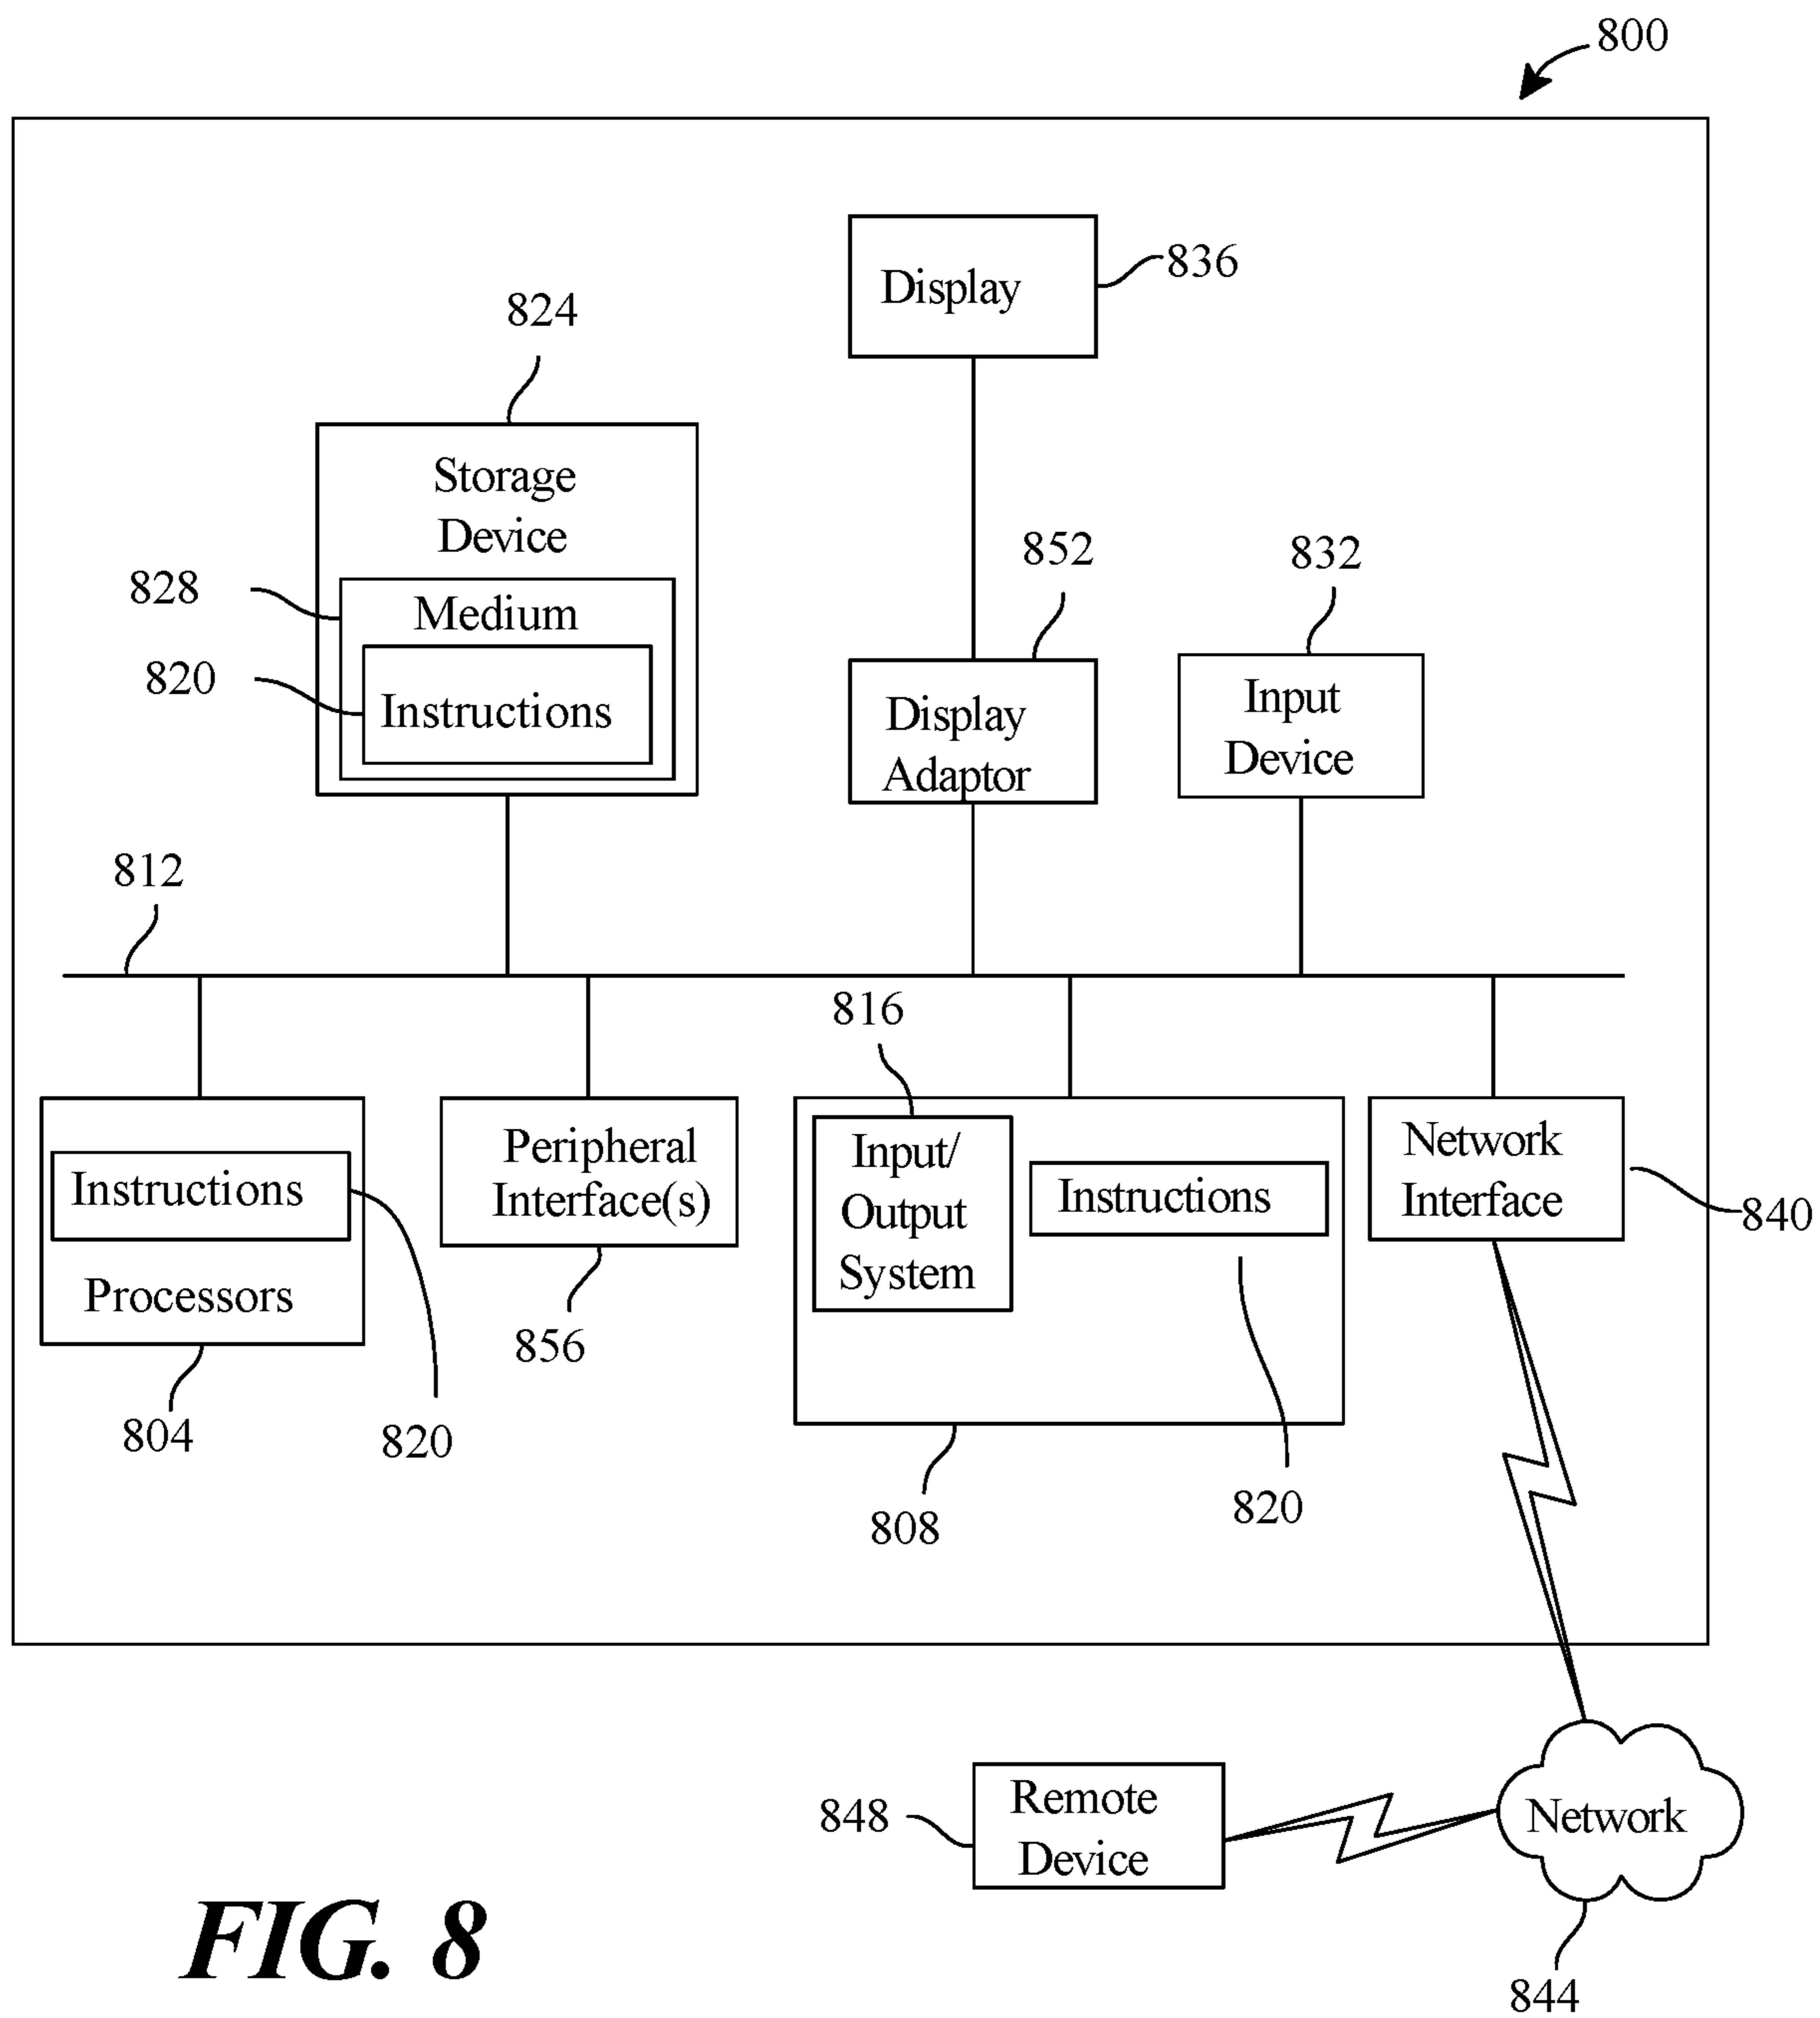 800
Display
836
824
Storage
Device
828
Medium
820
Instructions
852
Display
Adaptor
832
Input
Device
812
816
Instructions
Processors
804
820
Peripheral
Interface(s)
856
Input/
Output
System
Instructions
808
820
Network
Interface
840
848
Remote
Device
Network
844
FIG. 8